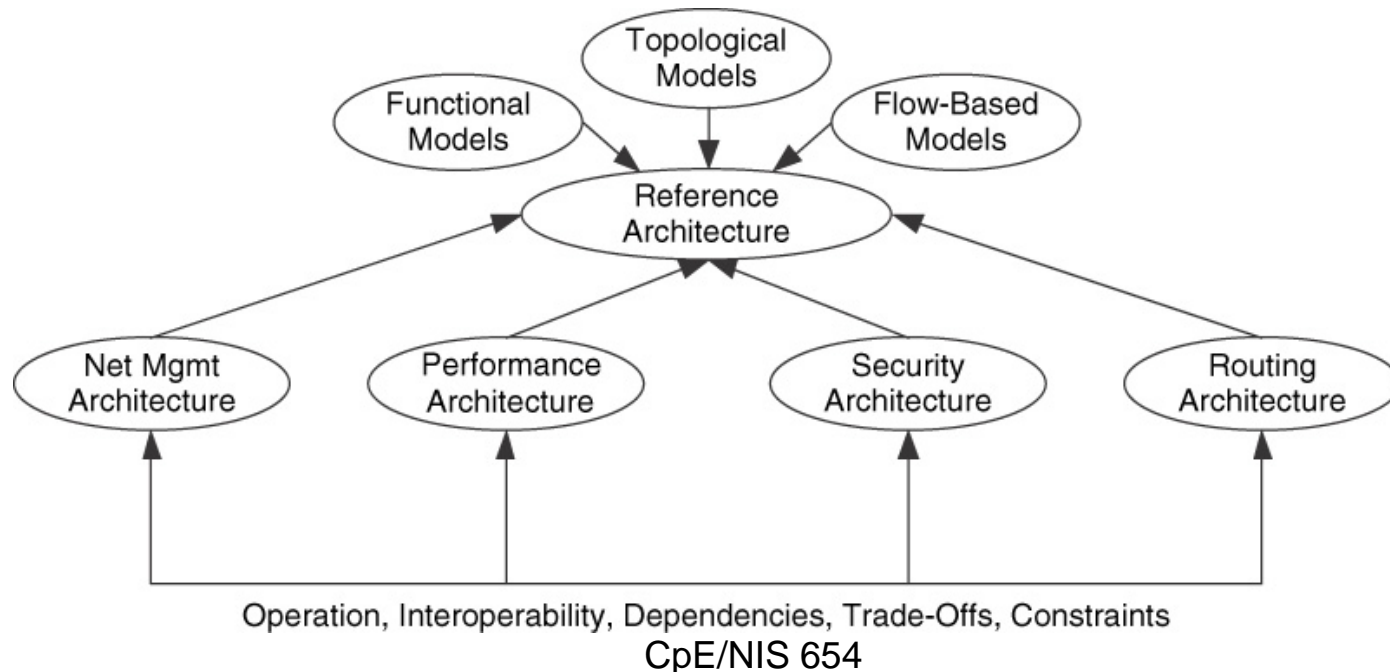 Topological
Models
Functional
Models
Flow-Based
Models
Reference
Architecture
Net Mgmt
Architecture
Performance
Architecture
Security
Architecture
Routing
Architecture
Operation, Interoperability, Dependencies, Trade-Offs, Constraints
CpE/NIS 654